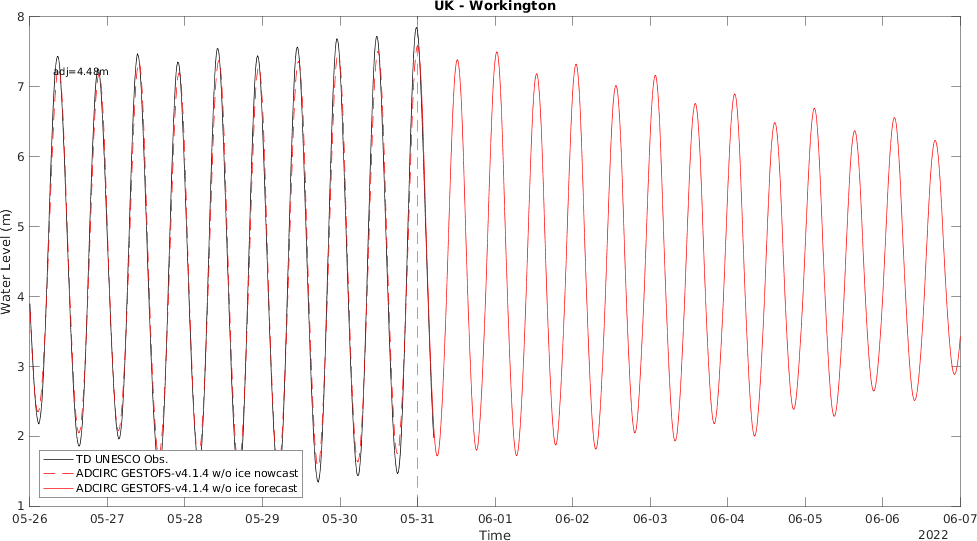 UK - Workington
8
7
6
5
4
3
2
1
Water Level (m)
adj=4.48m
TD UNESCO Obs.
ADCIRC GESTOFS-v4.1.4 w/o ice nowcast
ADCIRC GESTOFS-v4.1.4 w/o ice forecast
05-26 05-27 05-28 05-29 05-30 05-31 06-01 06-02 06-03 06-04 06-05 06-06 06-07
Time
2022